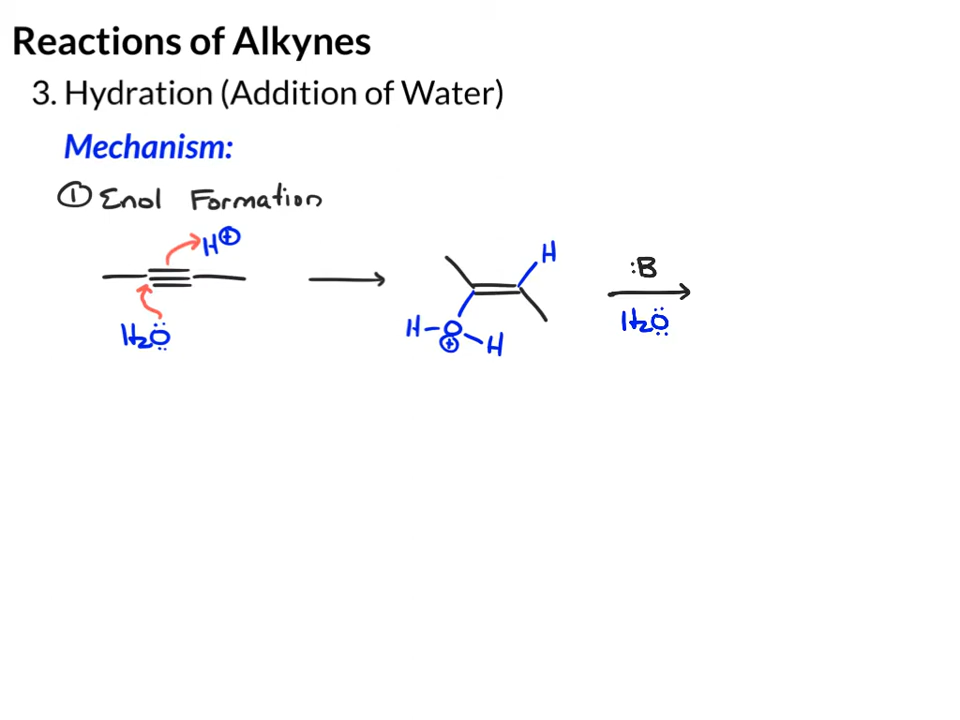 Reactions of Alkynes
3. Hydration (Addition of Water)
Mechanism:
① Enol Formation
H⊕
H₂Ö:
H
H-O-H
⊕
:B
H₂Ö: